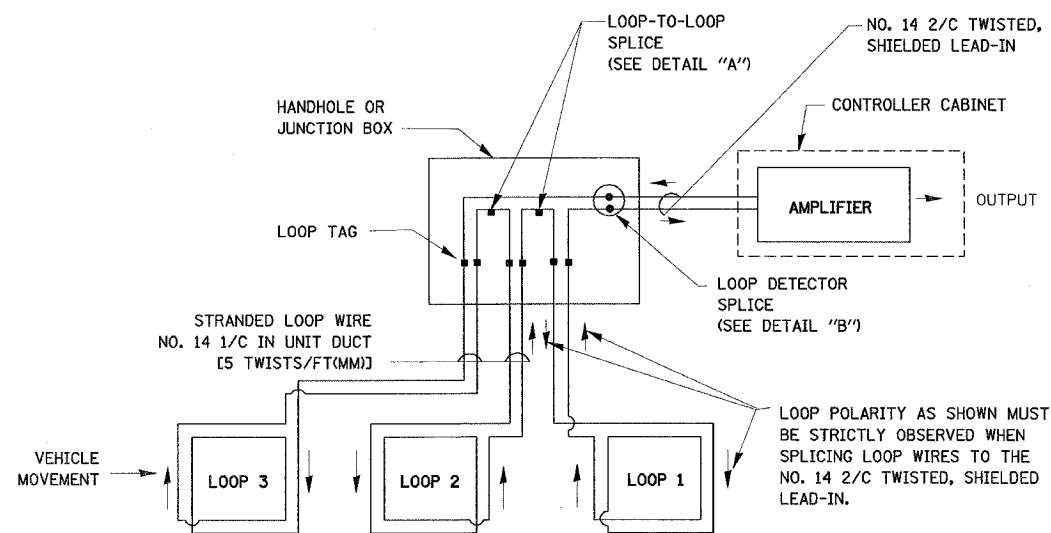 LOOP-TO-LOOP
SPLICE
(SEE DETAIL "A")
NO. 14 2/C TWISTED,
SHIELDED LEAD-IN
HANDHOLE OR
JUNCTION BOX
CONTROLLER CABINET
AMPLIFIER
OUTPUT
LOOP TAG
LOOP DETECTOR
SPLICE
(SEE DETAIL "B")
STRANDED LOOP WIRE
NO. 14 1/C IN UNIT DUCT
[5 TWISTS/FT(MM)]
LOOP POLARITY AS SHOWN MUST
BE STRICTLY OBSERVED WHEN
SPLICING LOOP WIRES TO THE
NO. 14 2/C TWISTED, SHIELDED
LEAD-IN.
VEHICLE
MOVEMENT
LOOP 3
LOOP 2
LOOP 1